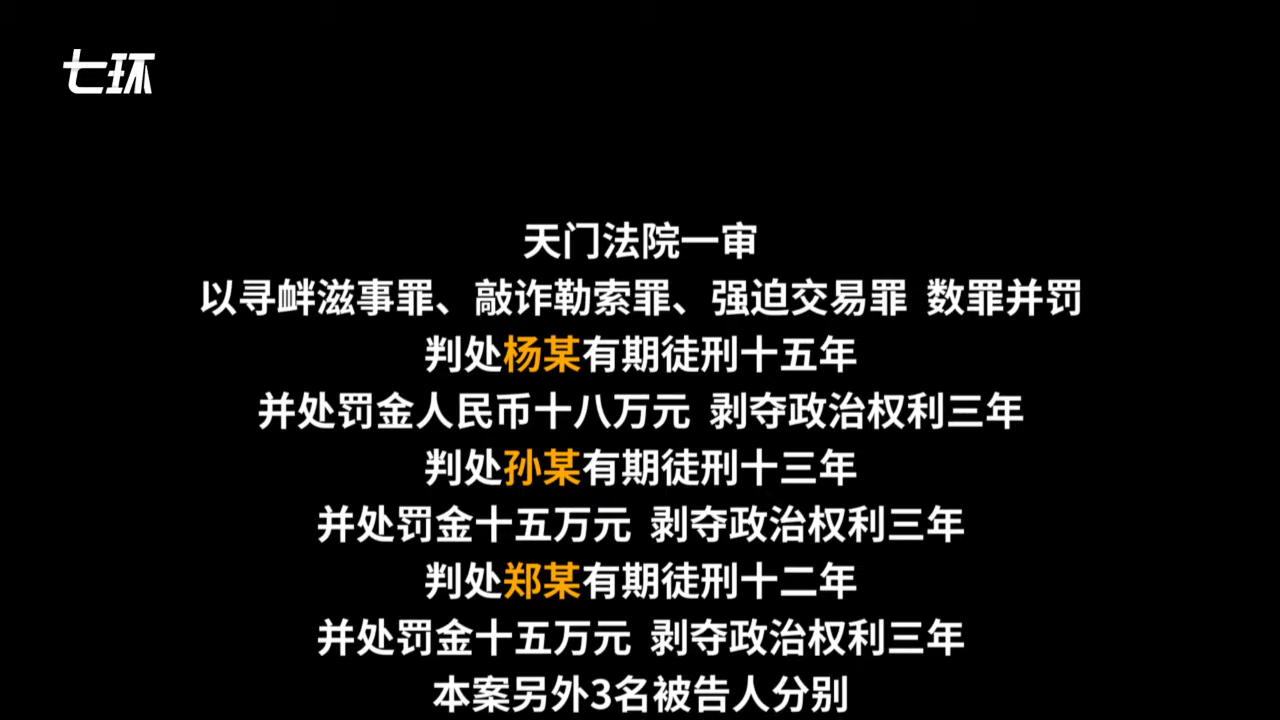 七环
天门法院一审
以寻衅滋事罪、敲诈勒索罪、强迫交易罪 数罪并罚
判处杨某有期徒刑十五年
并处罚金人民币十八万元 剥夺政治权利三年
判处孙某有期徒刑十三年
并处罚金十五万元 剥夺政治权利三年
判处郑某有期徒刑十二年
并处罚金十五万元 剥夺政治权利三年
本案另外3名被告人分别